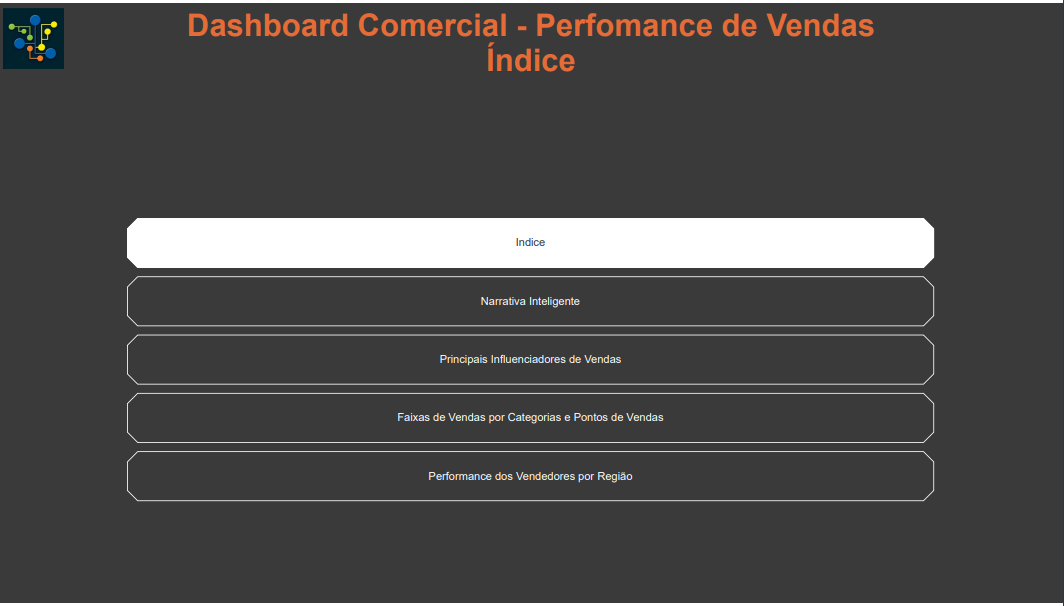 Dashboard Comercial - Perfomance de Vendas
Índice
Indice
Narrativa Inteligente
Principais Influenciadores de Vendas
Faixas de Vendas por Categorias e Pontos de Vendas
Performance dos Vendedores por Região